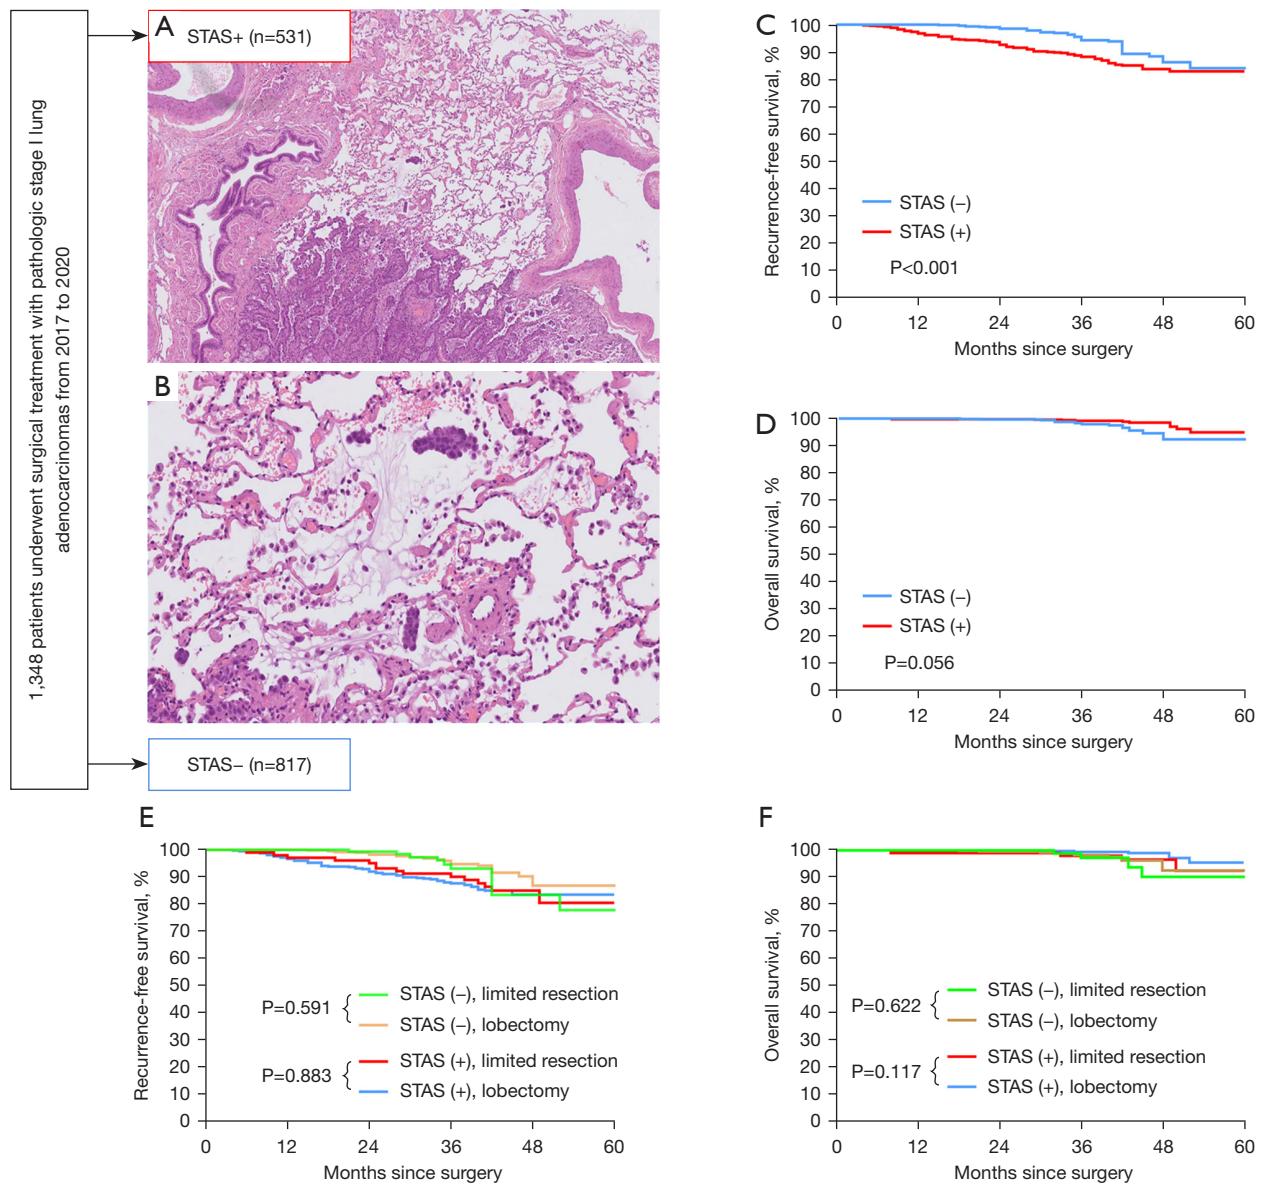 1,348 patients underwent surgical treatment with pathologic stage I lung
adenocarcinomas from 2017 to 2020
STAS+ (n=531)
A
B
STAS− (n=817)
C
Recurrence-free survival, %
100
90
80
70
60
50
40
30
20
10
0
STAS (−)
STAS (+)
P<0.001
0 12 24 36 48 60
Months since surgery
D
Overall survival, %
100
90
80
70
60
50
40
30
20
10
0
STAS (−)
STAS (+)
P=0.056
0 12 24 36 48 60
Months since surgery
E
Recurrence-free survival, %
100
90
80
70
60
50
40
30
20
10
0
P=0.591
STAS (−), limited resection
STAS (−), lobectomy
P=0.883
STAS (+), limited resection
STAS (+), lobectomy
0 12 24 36 48 60
Months since surgery
F
Overall survival, %
100
90
80
70
60
50
40
30
20
10
0
P=0.622
STAS (−), limited resection
STAS (−), lobectomy
P=0.117
STAS (+), limited resection
STAS (+), lobectomy
0 12 24 36 48 60
Months since surgery